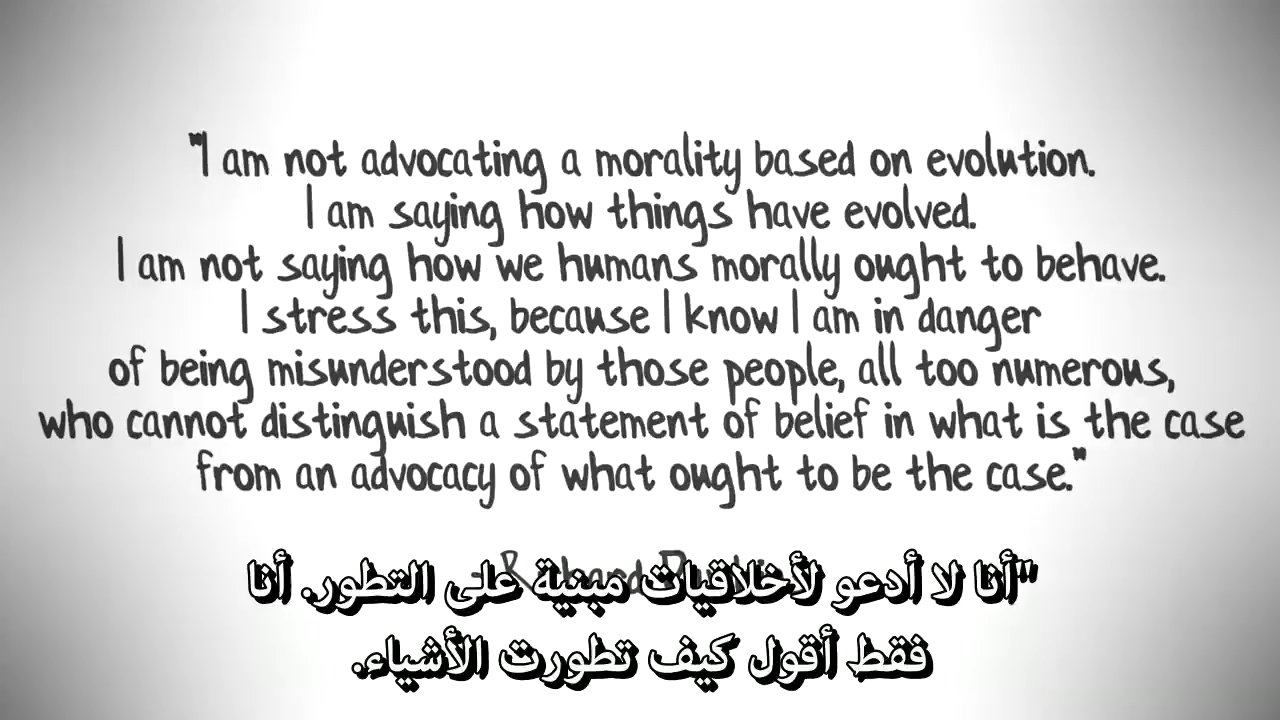 "I am not advocating a morality based on evolution.
I am saying how things have evolved.
I am not saying how we humans morally ought to behave.
I stress this, because I know I am in danger
of being misunderstood by those people, all too numerous,
who cannot distinguish a statement of belief in what is the case
from an advocacy of what ought to be the case."
"أنا لا أدعو لأخلاقيات مبنية على التطور. أنا
فقط أقول كيف تطورت الأشياء.